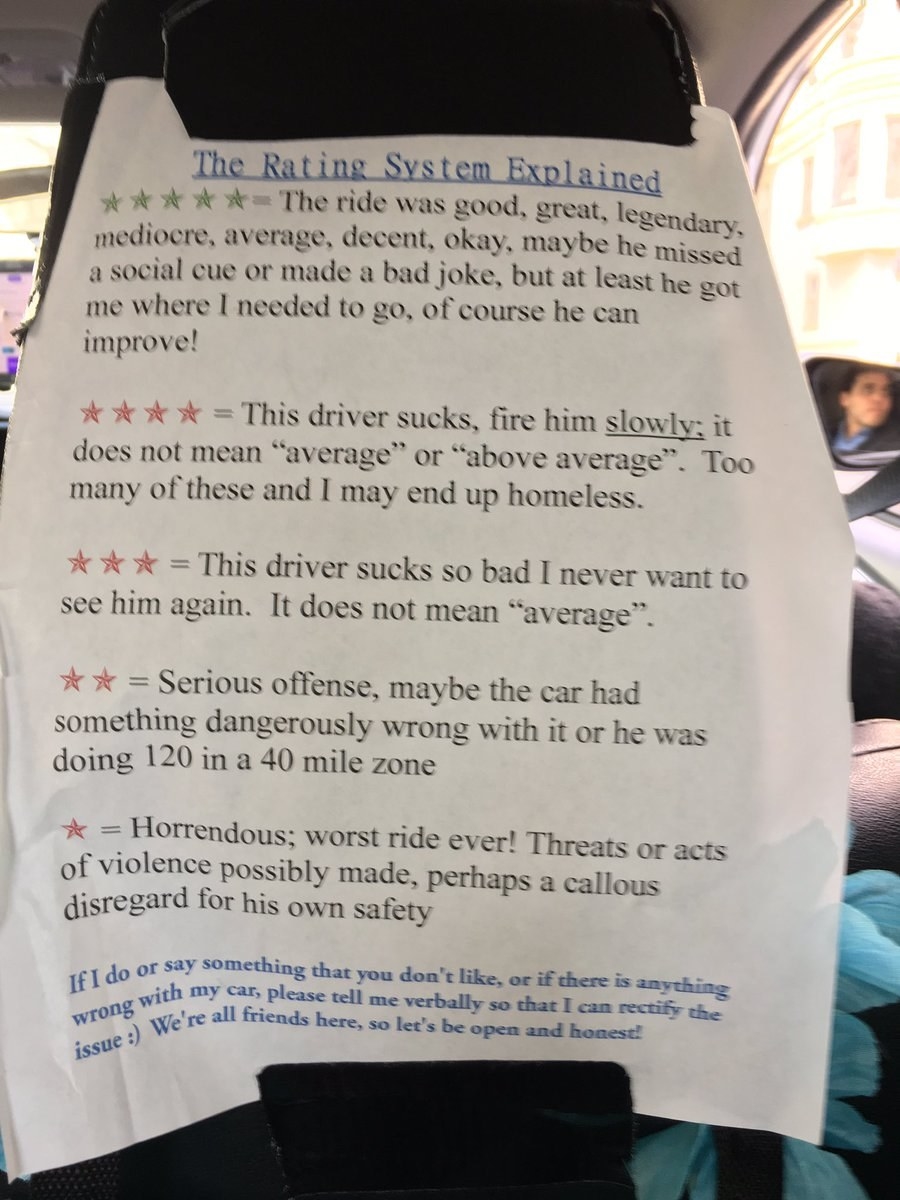 The Rating System Explained
★★★★★= The ride was good, great, legendary,
mediocre, average, decent, okay, maybe he missed
a social cue or made a bad joke, but at least he got
me where I needed to go, of course he can
improve!
★★★★ = This driver sucks, fire him slowly; it
does not mean “average” or “above average”. Too
many of these and I may end up homeless.
★★★ = This driver sucks so bad I never want to
see him again. It does not mean “average”.
★★ = Serious offense, maybe the car had
something dangerously wrong with it or he was
doing 120 in a 40 mile zone
★ = Horrendous; worst ride ever! Threats or acts
of violence possibly made, perhaps a callous
disregard for his own safety
If I do or say something that you don't like, or if there is anything
wrong with my car, please tell me verbally so that I can rectify the
issue :) We're all friends here, so let's be open and honest!